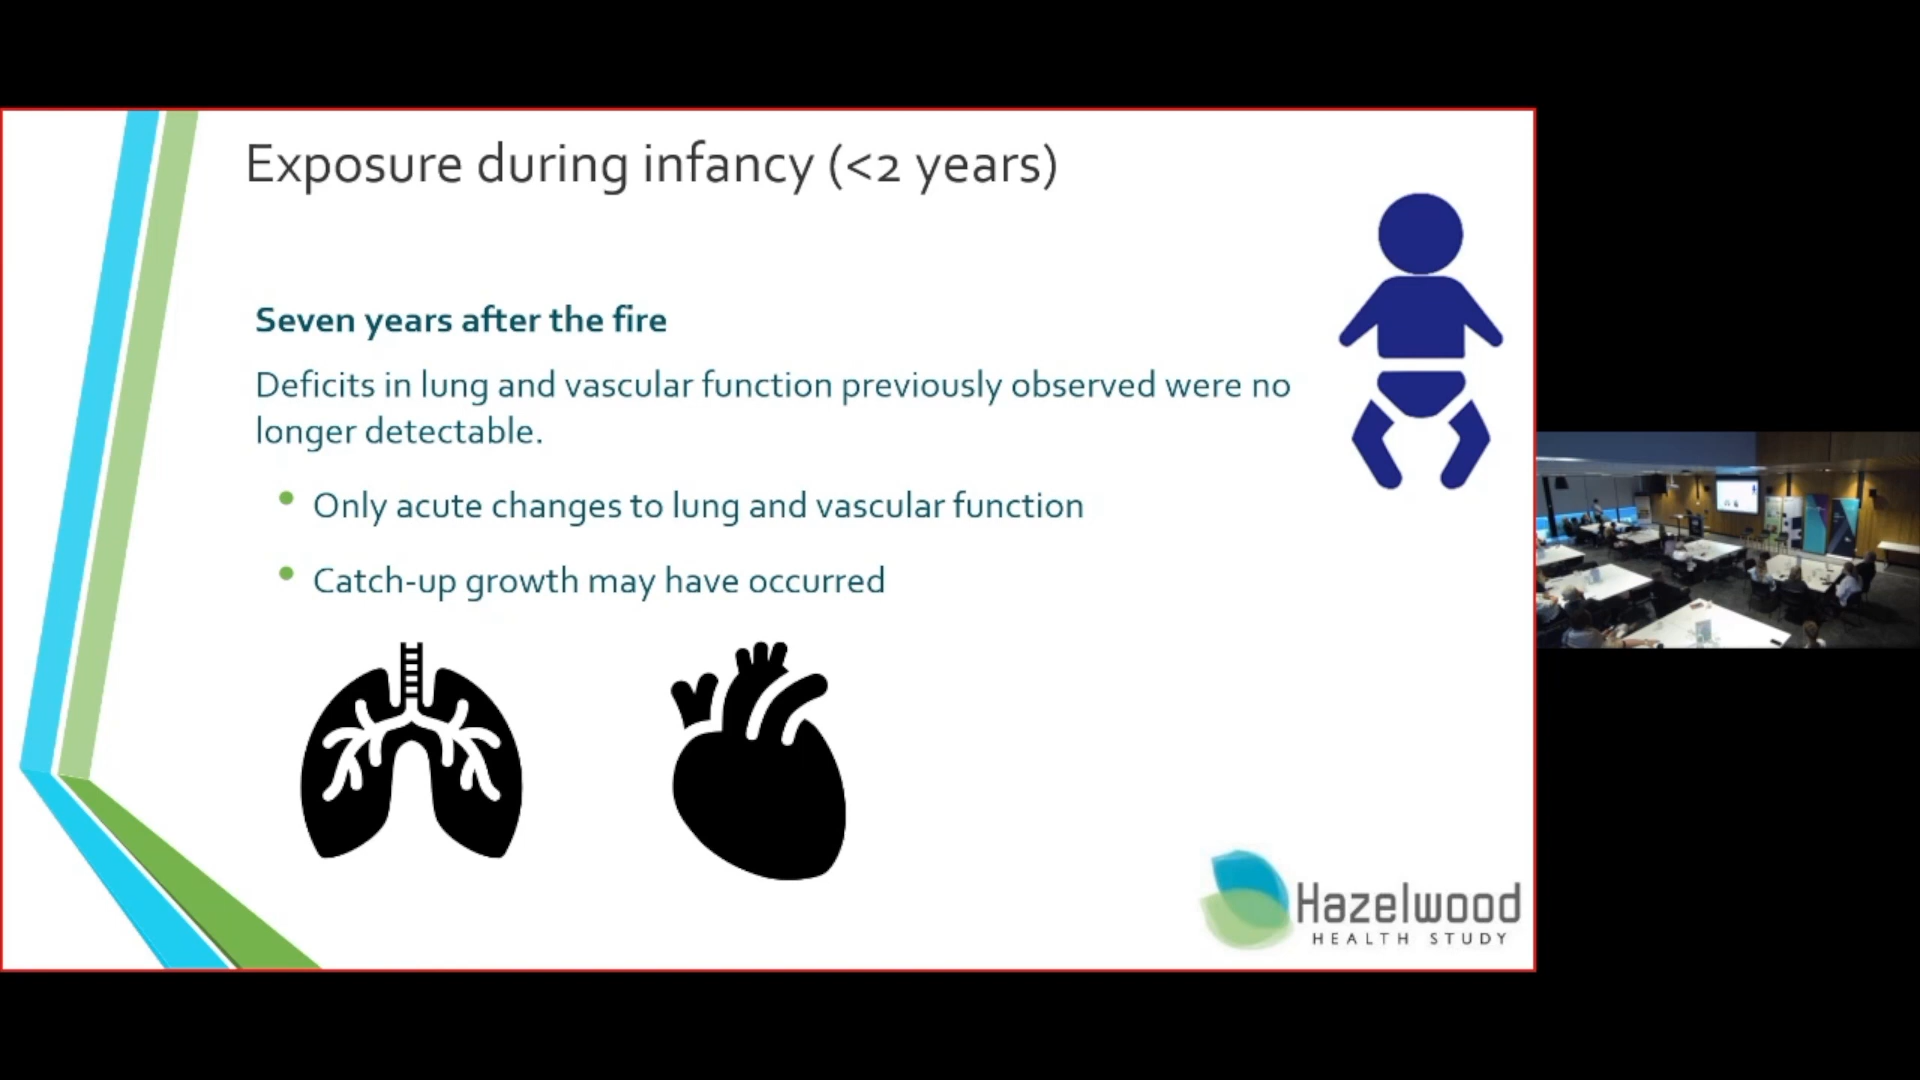 Exposure during infancy (<2 years)
Seven years after the fire
Deficits in lung and vascular function previously observed were no
longer detectable.
• Only acute changes to lung and vascular function
• Catch-up growth may have occurred
Hazelwood
HEALTH STUDY